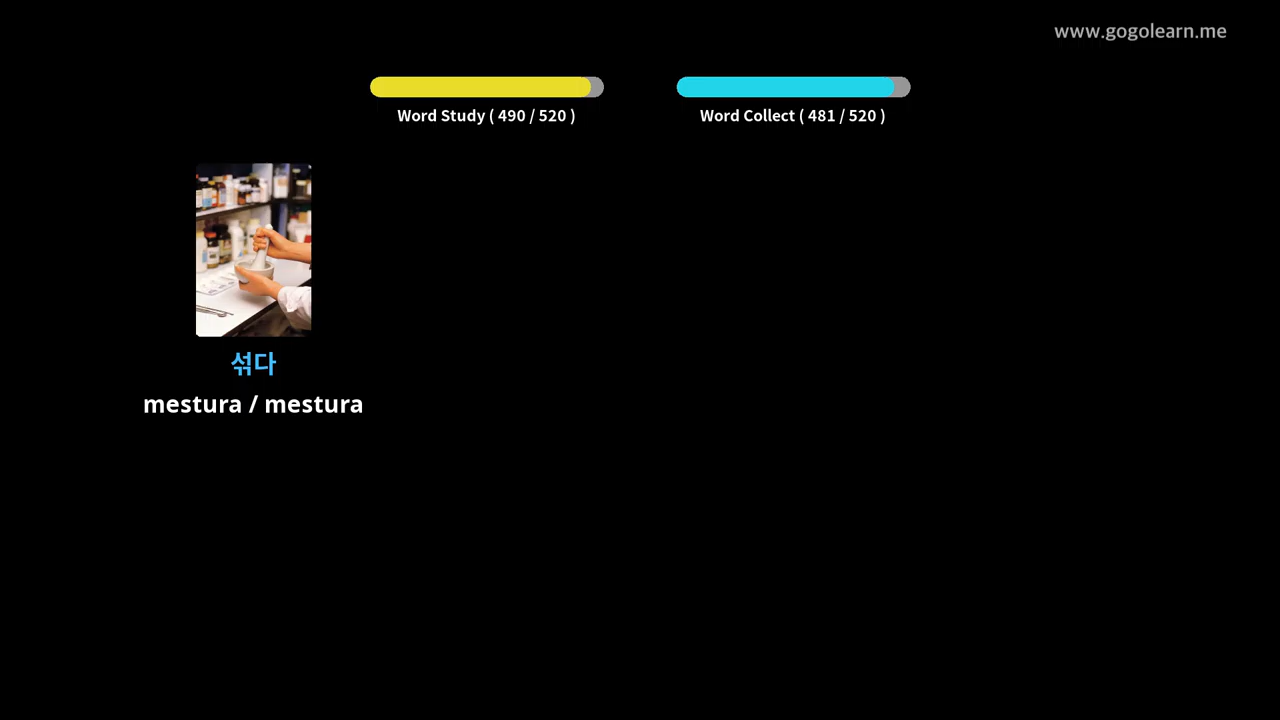 www.gogolearn.me
Word Study ( 490 / 520 )
Word Collect ( 481 / 520 )
섞다
mestura / mestura